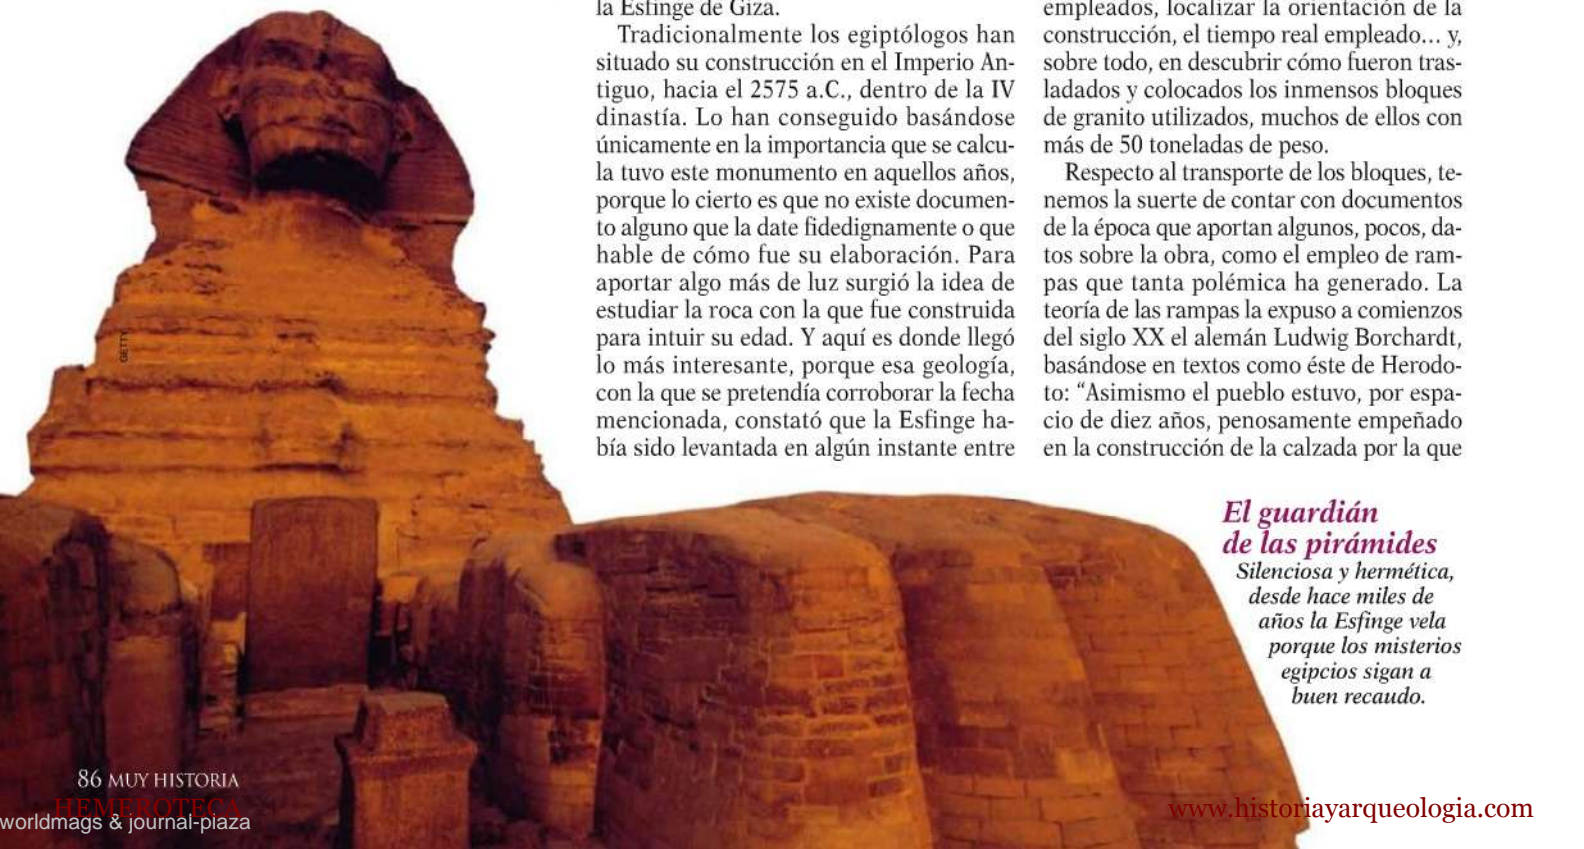 la Esfinge de Giza.
Tradicionalmente los egiptólogos han
situado su construcción en el Imperio An-
tiguo, hacia el 2575 a.C., dentro de la IV
dinastía. Lo han conseguido basándose
únicamente en la importancia que se calcu-
la tuvo este monumento en aquellos años,
porque lo cierto es que no existe documen-
to alguno que la date fidedignamente o que
hable de cómo fue su elaboración. Para
aportar algo más de luz surgió la idea de
estudiar la roca con la que fue construida
para intuir su edad. Y aquí es donde llegó
lo más interesante, porque esa geología,
con la que se pretendía corroborar la fecha
mencionada, constató que la Esfinge ha-
bía sido levantada en algún instante entre
empleados, localizar la orientación de la
construcción, el tiempo real empleado... y,
sobre todo, en descubrir cómo fueron tras-
ladados y colocados los inmensos bloques
de granito utilizados, muchos de ellos con
más de 50 toneladas de peso.
Respecto al transporte de los bloques, te-
nemos la suerte de contar con documentos
de la época que aportan algunos, pocos, da-
tos sobre la obra, como el empleo de ram-
pas que tanta polémica ha generado. La
teoría de las rampas la expuso a comienzos
del siglo XX el alemán Ludwig Borchardt,
basándose en textos como éste de Herodo-
to: “Asimismo el pueblo estuvo, por espa-
cio de diez años, penosamente empeñado
en la construcción de la calzada por la que
GETTY
El guardián
de las pirámides
Silenciosa y hermética,
desde hace miles de
años la Esfinge vela
porque los misterios
egipcios sigan a
buen recaudo.
86 MUY HISTORIA
HEMEROTECA
worldmags & journal-plaza
www.historiayarqueologia.com